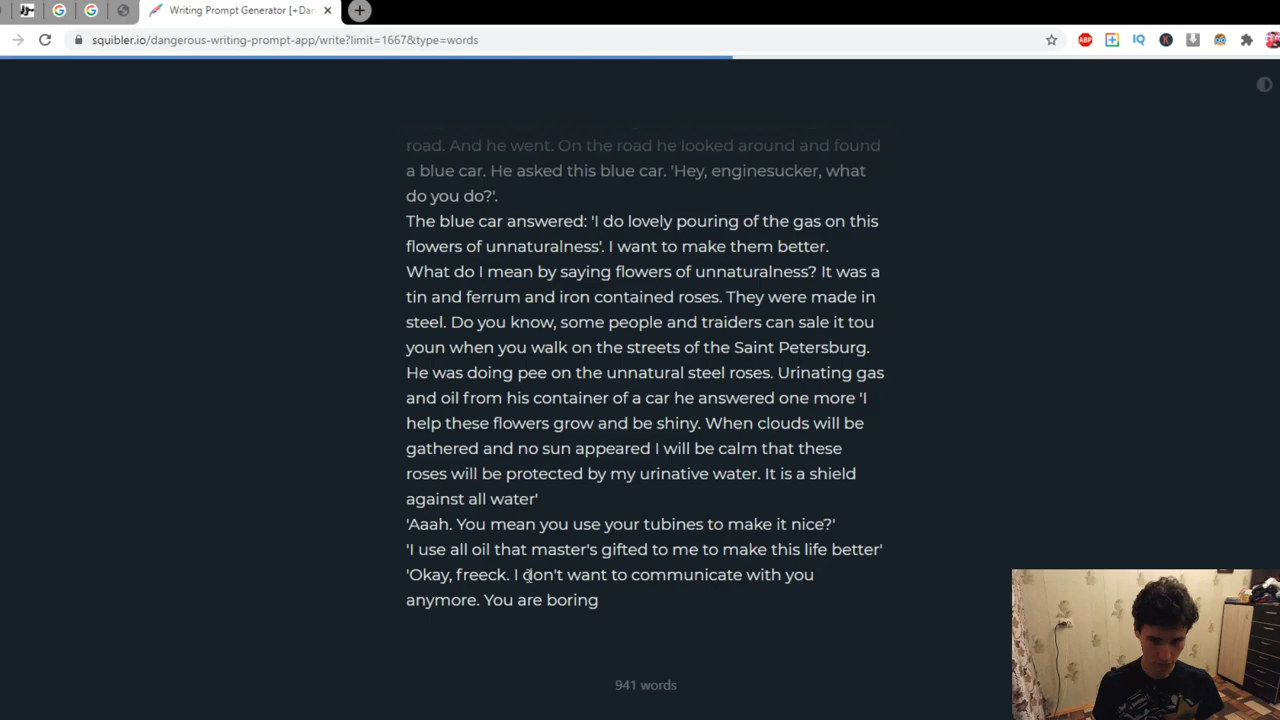 Writing Prompt Generator [+Dan
squibler.io/dangerous-writing-prompt-app/write?limit=1667&type=words
road. And he went. On the road he looked around and found
a blue car. He asked this blue car. 'Hey, enginesucker, what
do you do?'.
The blue car answered: 'I do lovely pouring of the gas on this
flowers of unnaturalness'. I want to make them better.
What do I mean by saying flowers of unnaturalness? It was a
tin and ferrum and iron contained roses. They were made in
steel. Do you know, some people and traiders can sale it tou
youn when you walk on the streets of the Saint Petersburg.
He was doing pee on the unnatural steel roses. Urinating gas
and oil from his container of a car he answered one more 'I
help these flowers grow and be shiny. When clouds will be
gathered and no sun appeared I will be calm that these
roses will be protected by my urinative water. It is a shield
against all water'
'Aaah. You mean you use your tubines to make it nice?'
'I use all oil that master's gifted to me to make this life better'
'Okay, freeck. I don't want to communicate with you
anymore. You are boring
941 words